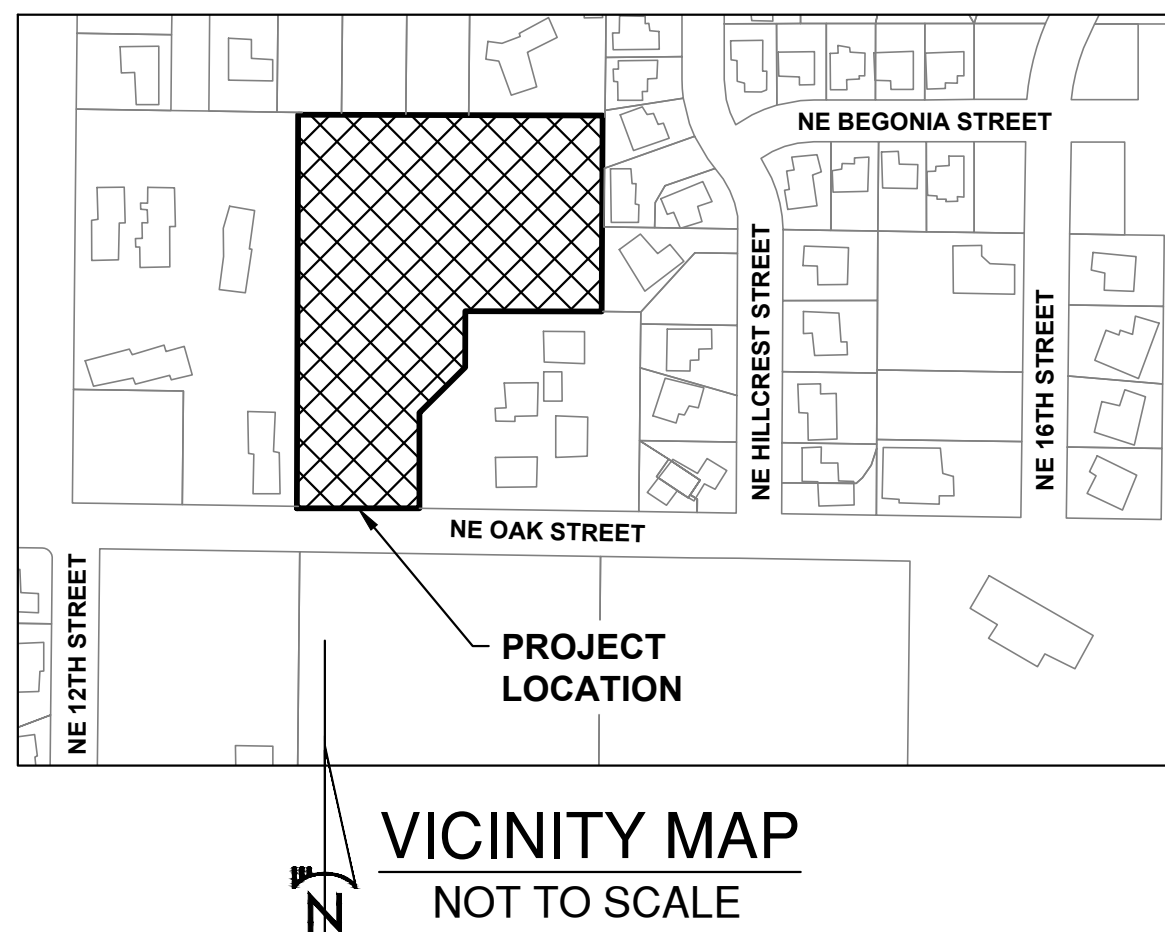 NE BEGONIA STREET
NE HILLCREST STREET
NE 16TH STREET
NE OAK STREET
NE 12TH STREET
PROJECT
LOCATION
VICINITY MAP
NOT TO SCALE
N